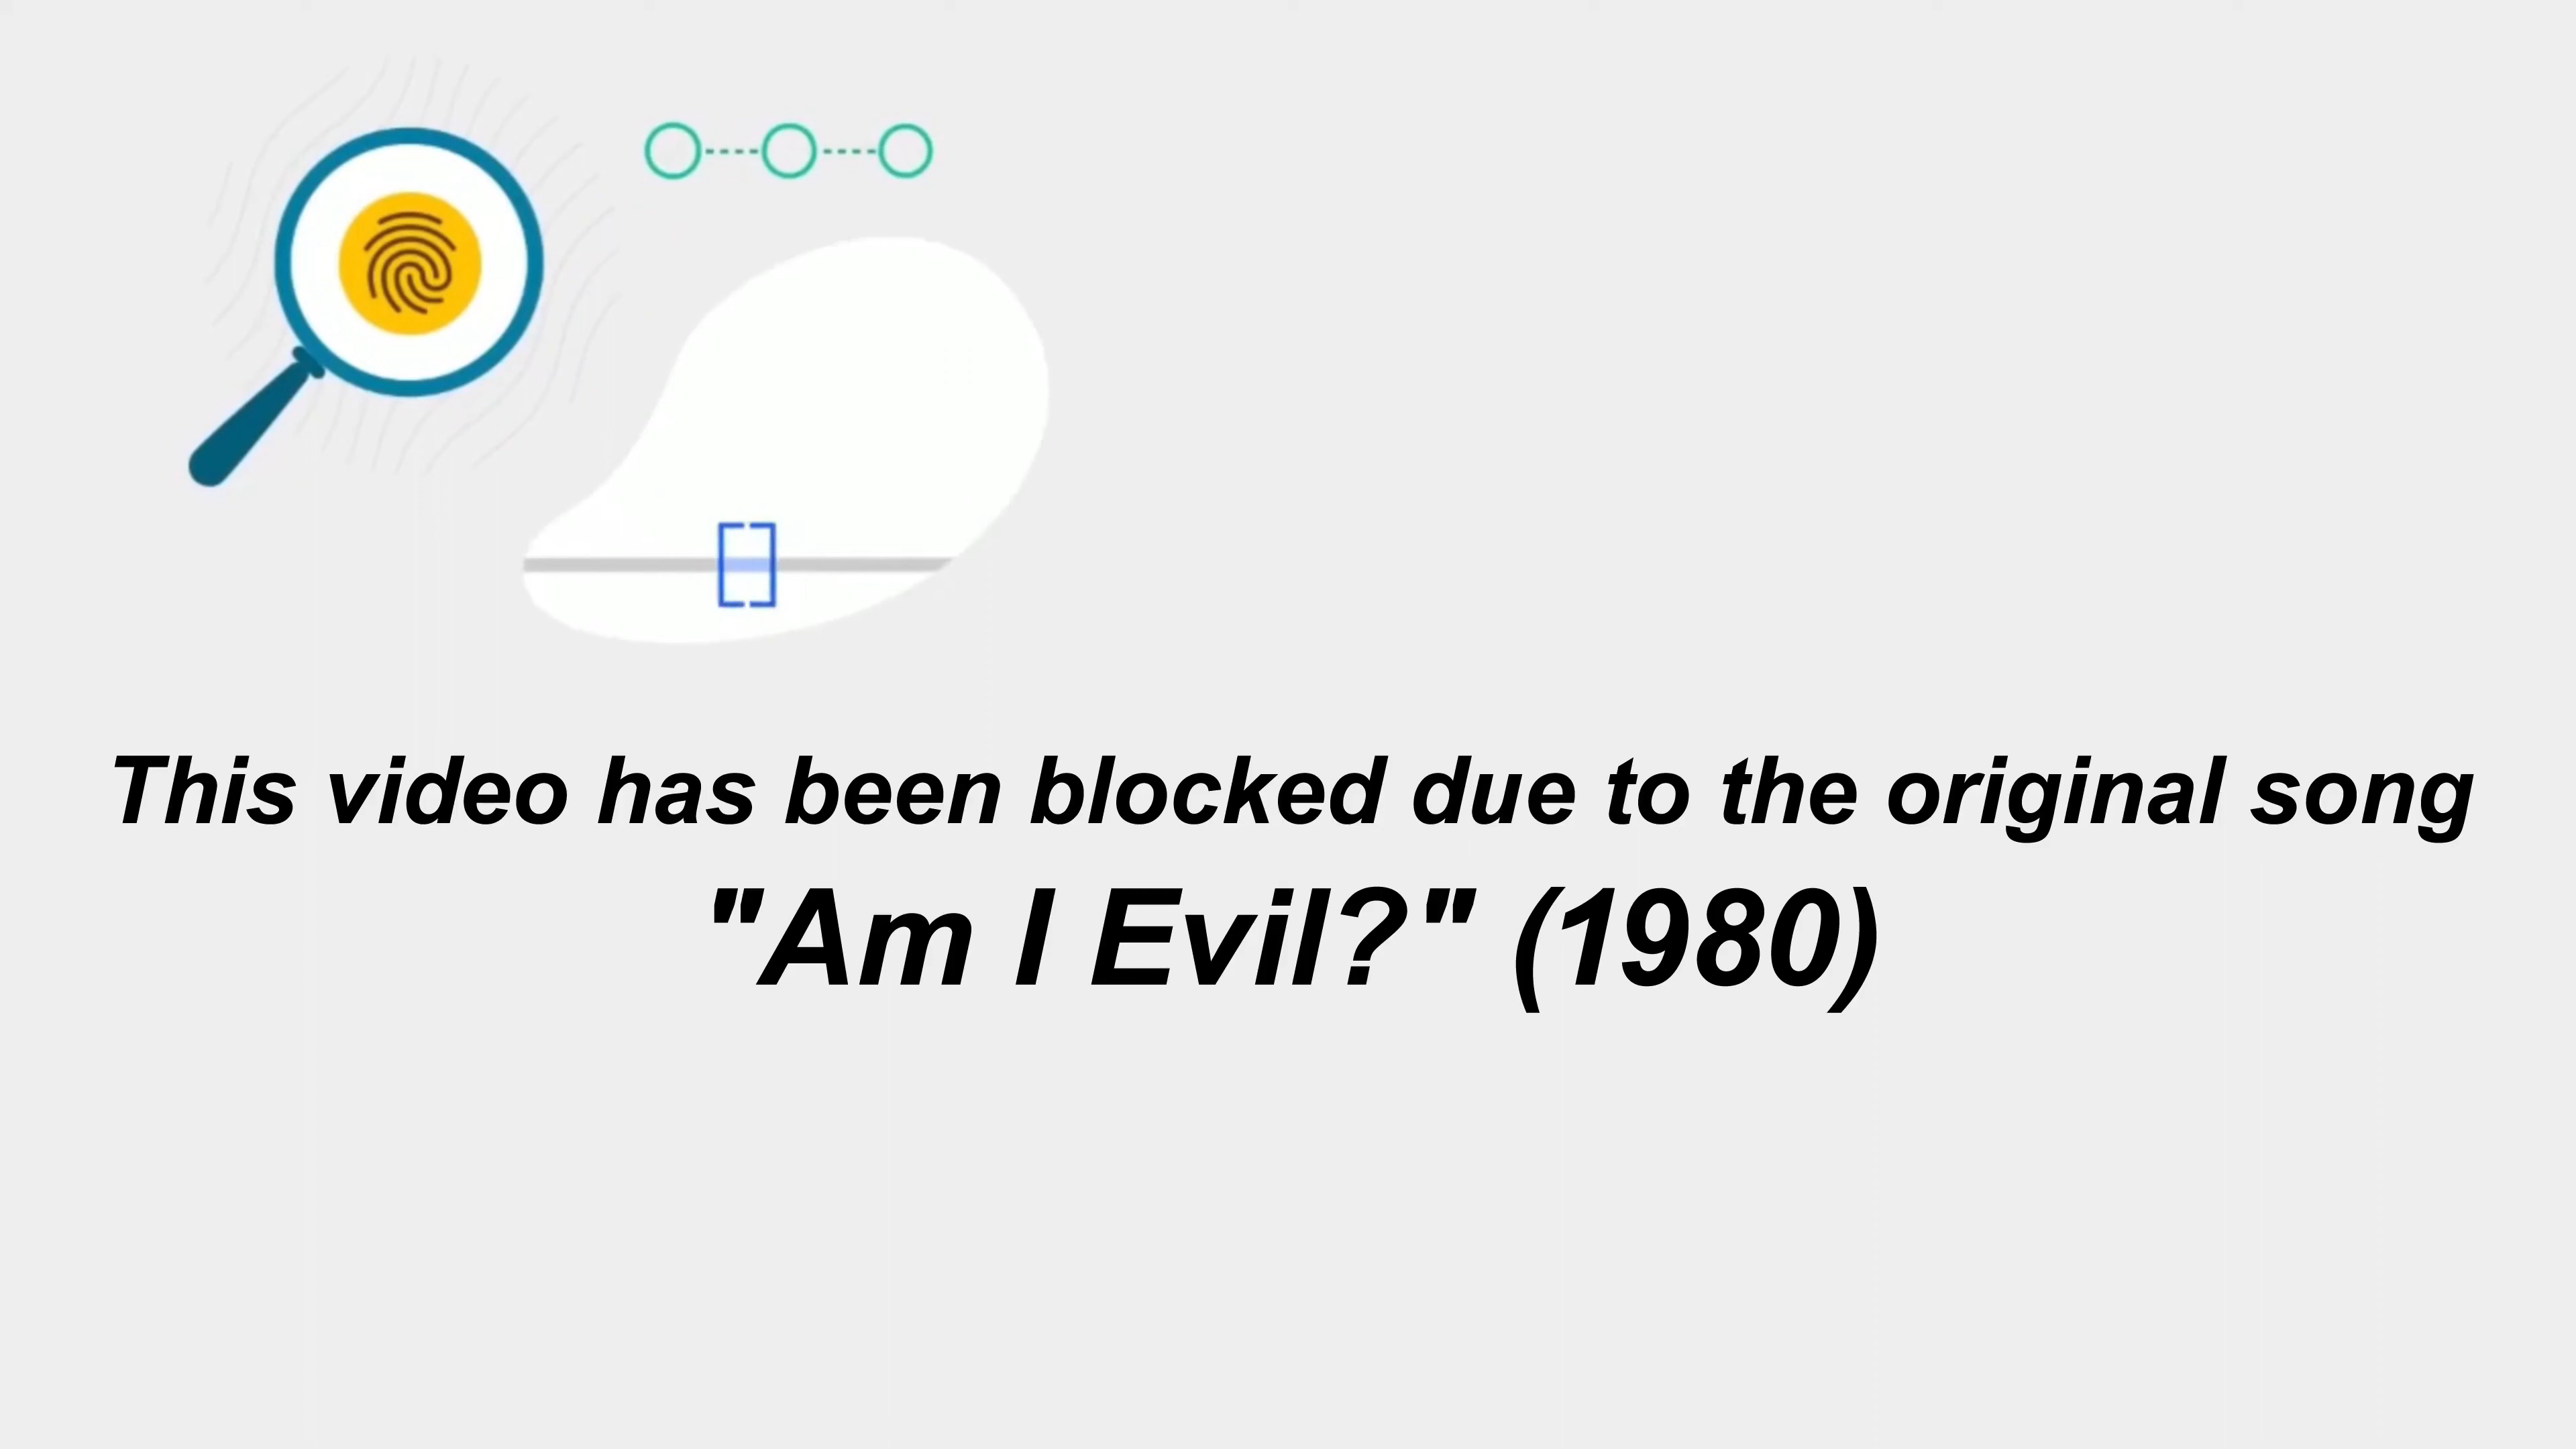 This video has been blocked due to the original song
"Am I Evil?" (1980)